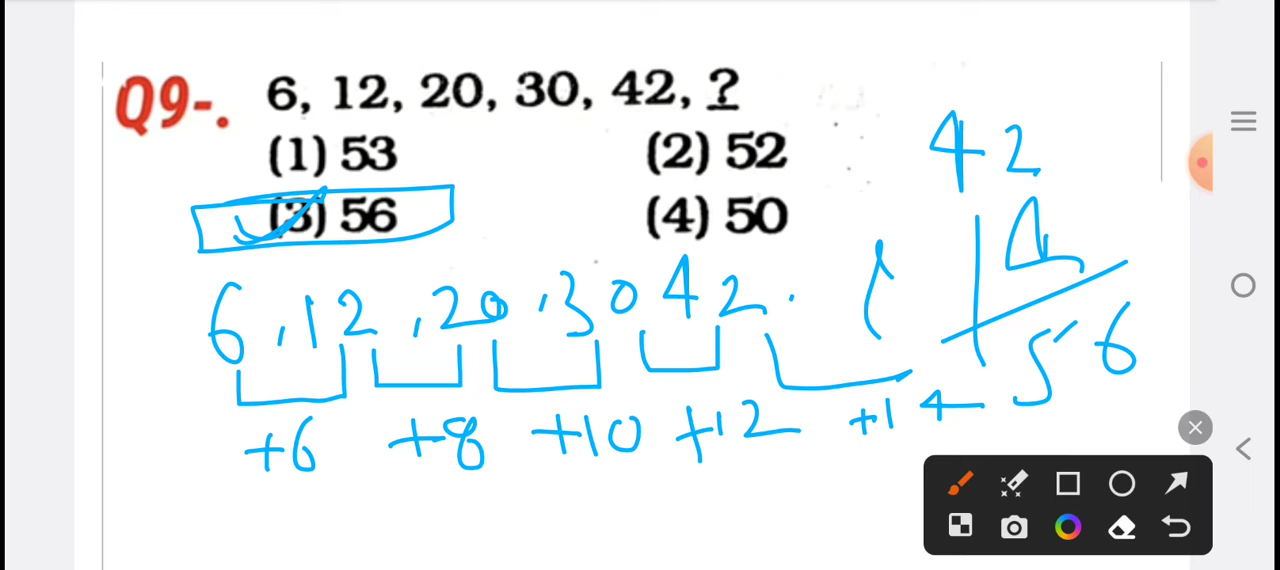 Q9-. 6, 12, 20, 30, 42, ?
(1) 53 (2) 52
(3) 56 (4) 50
42
14
56
6, 12, 20, 30 42. (
+6 +8 +10 +12 +14